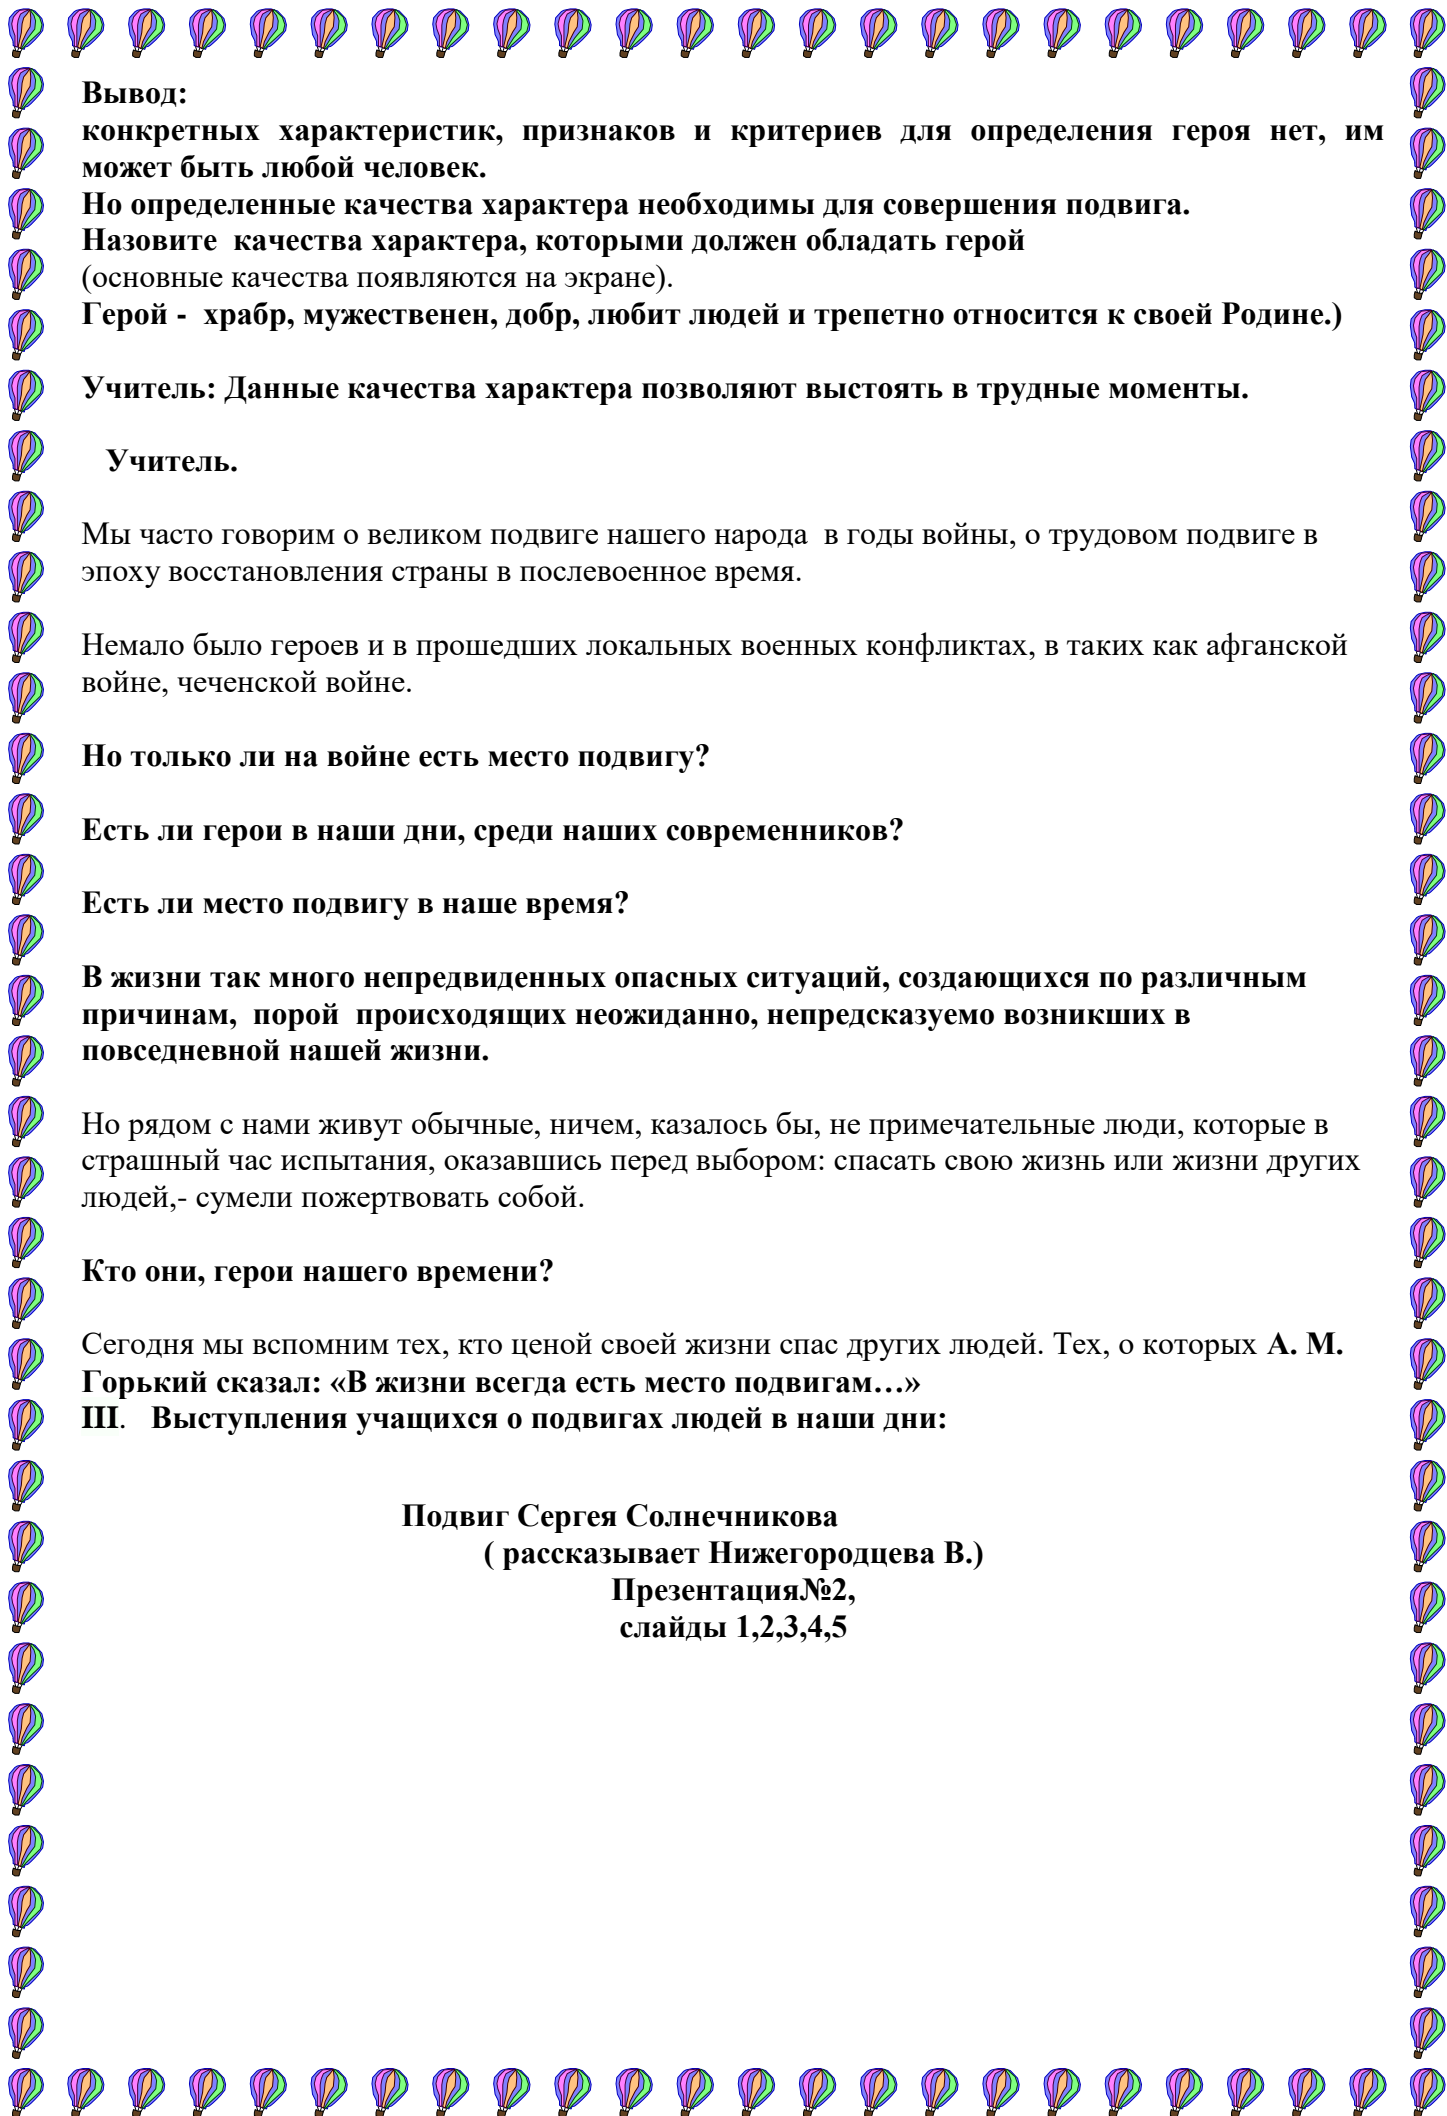 Вывод:
конкретных характеристик, признаков и критериев для определения героя нет, им
может быть любой человек.
Но определенные качества характера необходимы для совершения подвига.
Назовите  качества характера, которыми должен обладать герой
(основные качества появляются на экране).
Герой -  храбр, мужественен, добр, любит людей и трепетно относится к своей Родине.)
Учитель: Данные качества характера позволяют выстоять в трудные моменты.
Учитель.
Мы часто говорим о великом подвиге нашего народа  в годы войны, о трудовом подвиге в
эпоху восстановления страны в послевоенное время.
Немало было героев и в прошедших локальных военных конфликтах, в таких как афганской
войне, чеченской войне.
Но только ли на войне есть место подвигу?
Есть ли герои в наши дни, среди наших современников?
Есть ли место подвигу в наше время?
В жизни так много непредвиденных опасных ситуаций, создающихся по различным
причинам,  порой  происходящих неожиданно, непредсказуемо возникших в
повседневной нашей жизни.
Но рядом с нами живут обычные, ничем, казалось бы, не примечательные люди, которые в
страшный час испытания, оказавшись перед выбором: спасать свою жизнь или жизни других
людей,- сумели пожертвовать собой.
Кто они, герои нашего времени?
Сегодня мы вспомним тех, кто ценой своей жизни спас других людей. Тех, о которых А. М.
Горький сказал: «В жизни всегда есть место подвигам…»
III.   Выступления учащихся о подвигах людей в наши дни:
Подвиг Сергея Солнечникова
( рассказывает Нижегородцева В.)
Презентация№2,
слайды 1,2,3,4,5